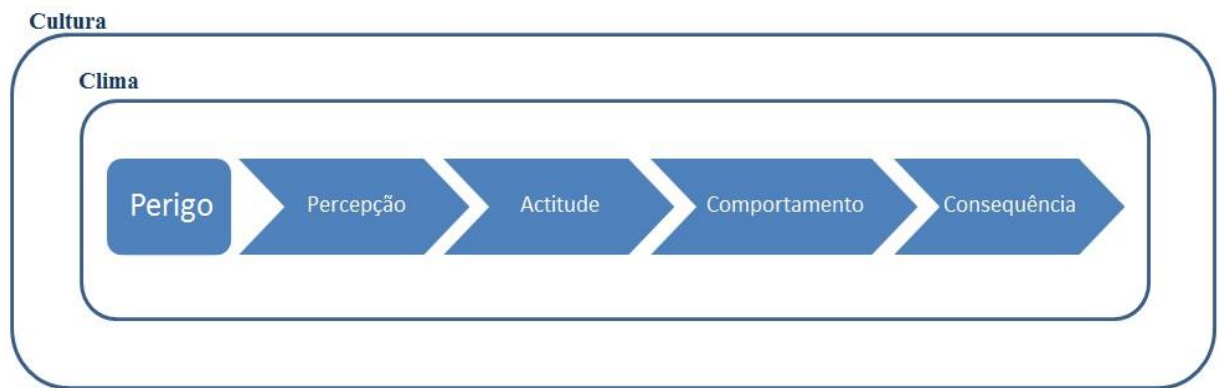 Cultura
Clima
Perigo
Percepção
Actitude
Comportamento
Consequência